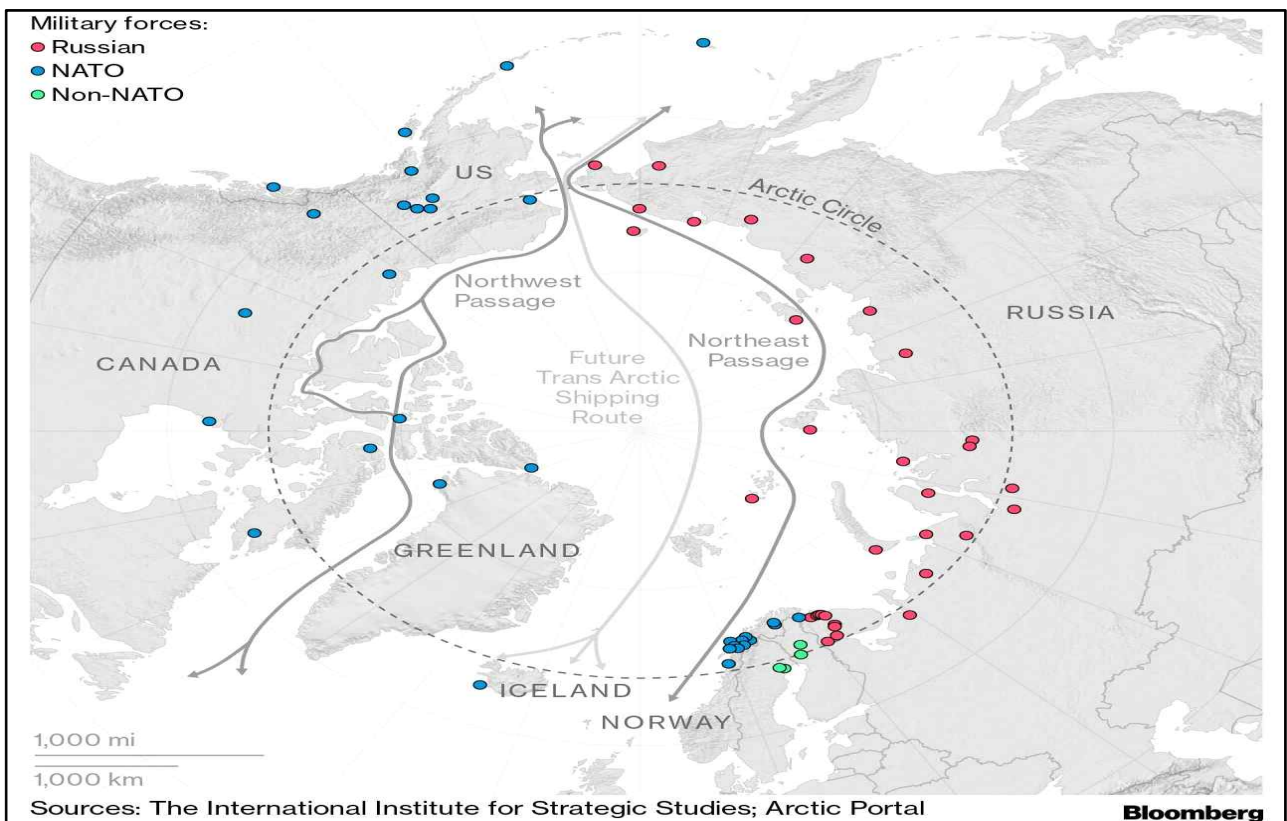 Military forces:
Russian
NATO
Non-NATO
US
Arctic Circle
Northwest
Passage
RUSSIA
Northeast
Passage
CANADA
Future
Trans Arctic
Shipping
Route
GREENLAND
ICELAND
NORWAY
1,000 mi
1,000 km
Sources: The International Institute for Strategic Studies; Arctic Portal
Bloomberg